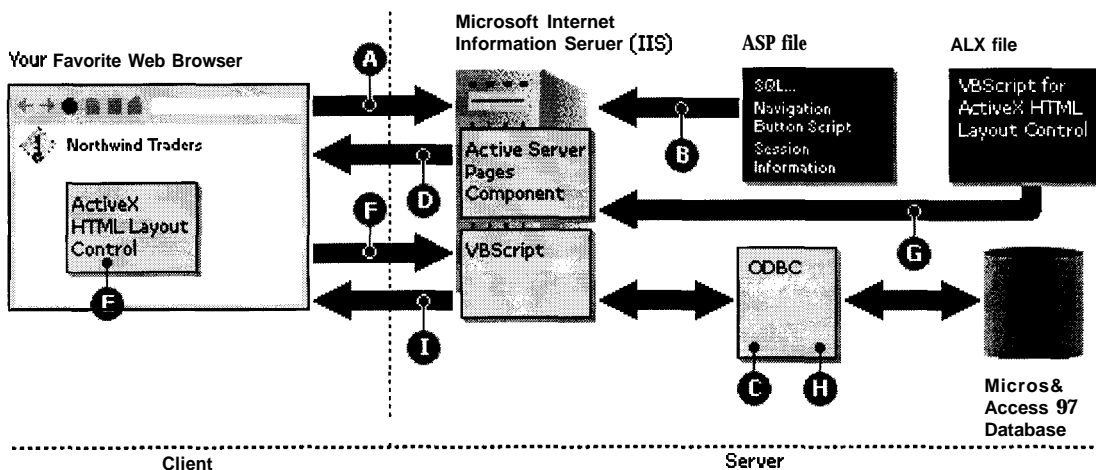 Your Favorite Web Browser
Northwind Traders
ActiveX
HTML Layout
Control
E
A
D
F
I
Microsoft Internet
Information Seruer (IIS)
Active Server
Pages
Component
VBScript
ASP file
SQL...
Navigation
Button Script
Session
Information
B
ALX file
VBScript for
ActiveX HTML
Layout Control
G
ODBC
C
H
Micros&
Access 97
Database
Client
Server